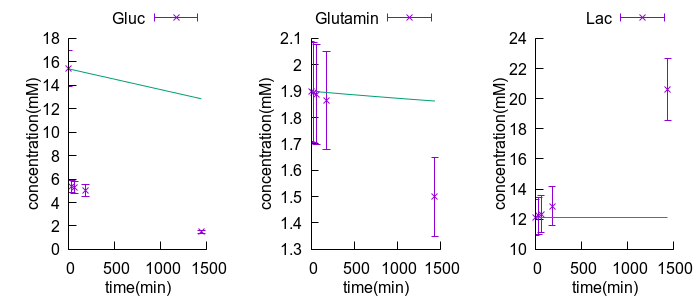 Gluc
18
16
14
12
10
8
6
4
2
0
0 500 1000 1500
concentration(mM)
time(min)
Glutamin
2.1
2
1.9
1.8
1.7
1.6
1.5
1.4
1.3
0 500 1000 1500
concentration(mM)
time(min)
Lac
24
22
20
18
16
14
12
10
0 500 1000 1500
concentration(mM)
time(min)